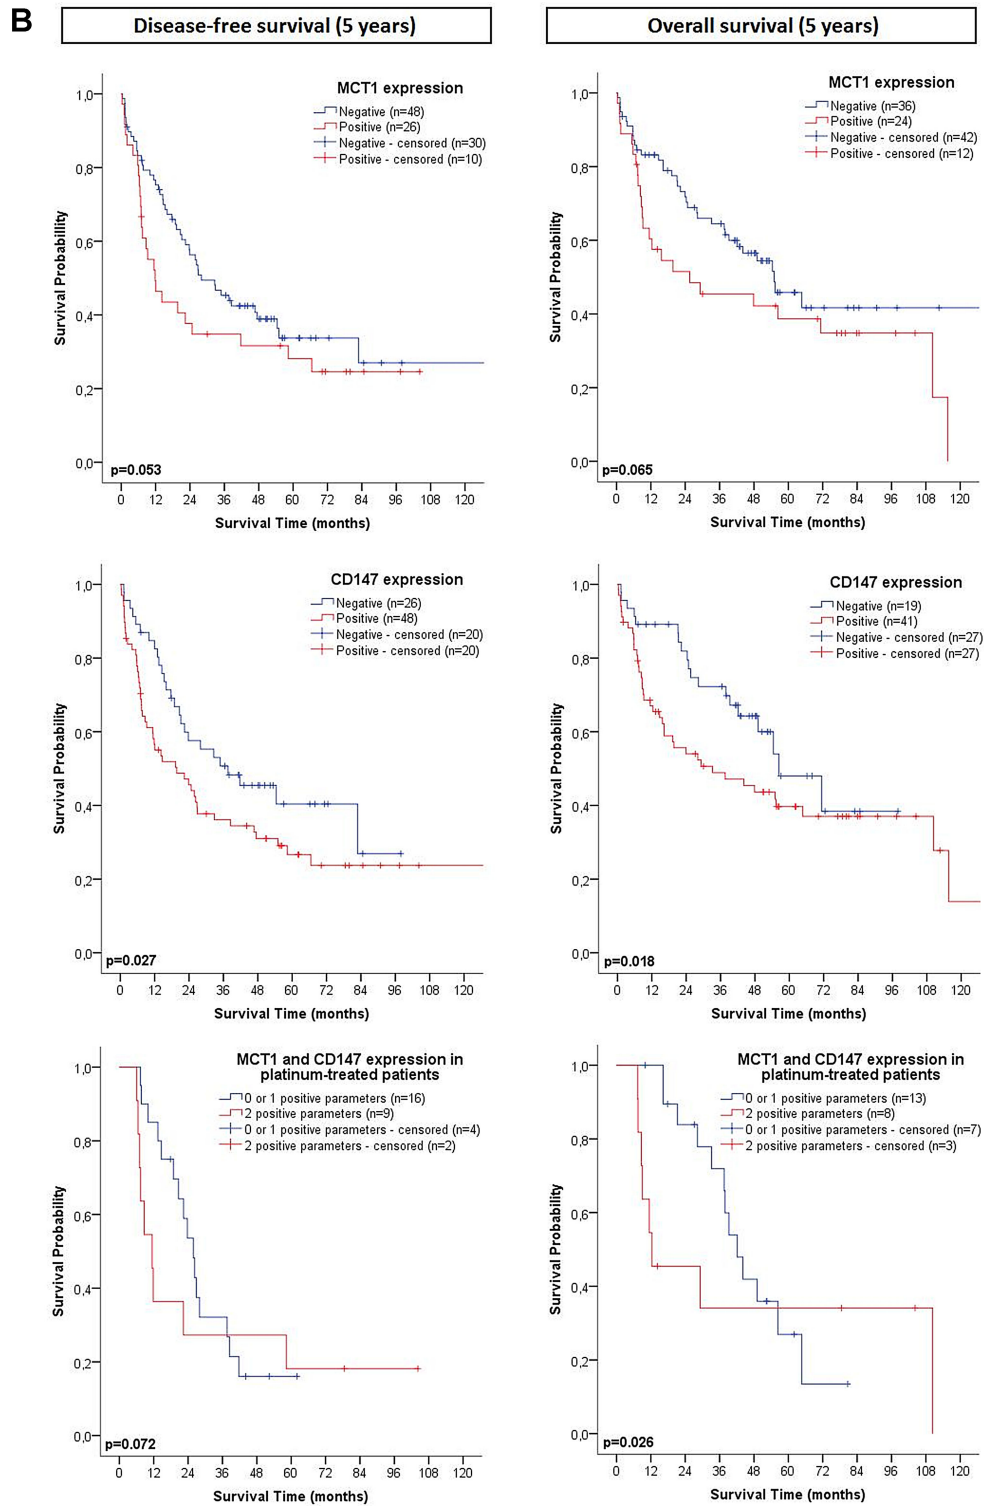 B
Disease-free survival (5 years)
Overall survival (5 years)
MCT1 expression
Negative (n=48)
Positive (n=26)
Negative - censored (n=30)
Positive - censored (n=10)
1,0
0,8
0,6
0,4
0,2
0,0
Survival Probability
p=0.053
0 12 24 36 48 60 72 84 96 108 120
Survival Time (months)
MCT1 expression
Negative (n=36)
Positive (n=24)
Negative - censored (n=42)
Positive - censored (n=12)
1,0
0,8
0,6
0,4
0,2
0,0
Survival Probability
p=0.065
0 12 24 36 48 60 72 84 96 108 120
Survival Time (months)
CD147 expression
Negative (n=26)
Positive (n=48)
Negative - censored (n=20)
Positive - censored (n=20)
1,0
0,8
0,6
0,4
0,2
0,0
Survival Probability
p=0.027
0 12 24 36 48 60 72 84 96 108 120
Survival Time (months)
CD147 expression
Negative (n=19)
Positive (n=41)
Negative - censored (n=27)
Positive - censored (n=27)
1,0
0,8
0,6
0,4
0,2
0,0
Survival Probability
p=0.018
0 12 24 36 48 60 72 84 96 108 120
Survival Time (months)
MCT1 and CD147 expression in
platinum-treated patients
0 or 1 positive parameters (n=16)
2 positive parameters (n=9)
0 or 1 positive parameters - censored (n=4)
2 positive parameters - censored (n=2)
1,0
0,8
0,6
0,4
0,2
0,0
Survival Probability
p=0.072
0 12 24 36 48 60 72 84 96 108 120
Survival Time (months)
MCT1 and CD147 expression in
platinum-treated patients
0 or 1 positive parameters (n=13)
2 positive parameters (n=8)
0 or 1 positive parameters - censored (n=7)
2 positive parameters - censored (n=3)
1,0
0,8
0,6
0,4
0,2
0,0
Survival Probability
p=0.026
0 12 24 36 48 60 72 84 96 108 120
Survival Time (months)